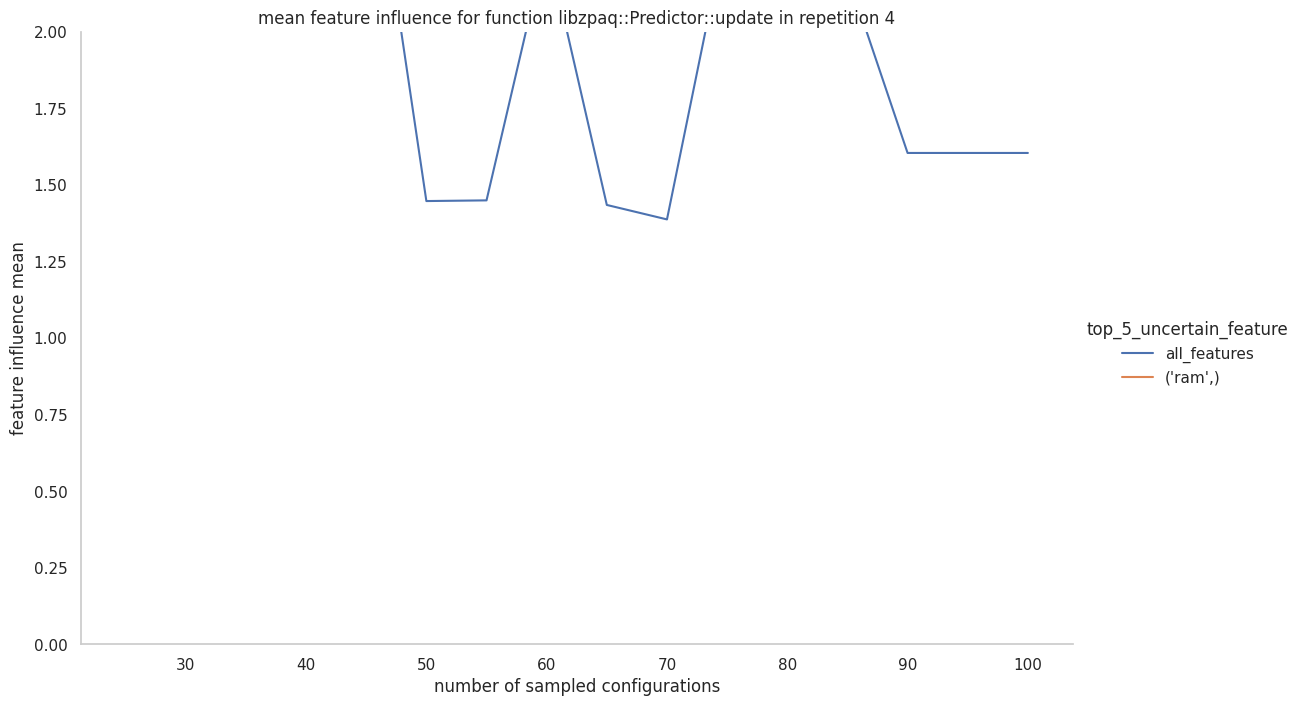 mean feature influence for function libzpaq::Predictor::update in repetition 4
2.00
1.75
1.50
1.25
1.00
0.75
0.50
0.25
0.00
feature influence mean
30 40 50 60 70 80 90 100
number of sampled configurations
top_5_uncertain_feature
all_features
('ram',)